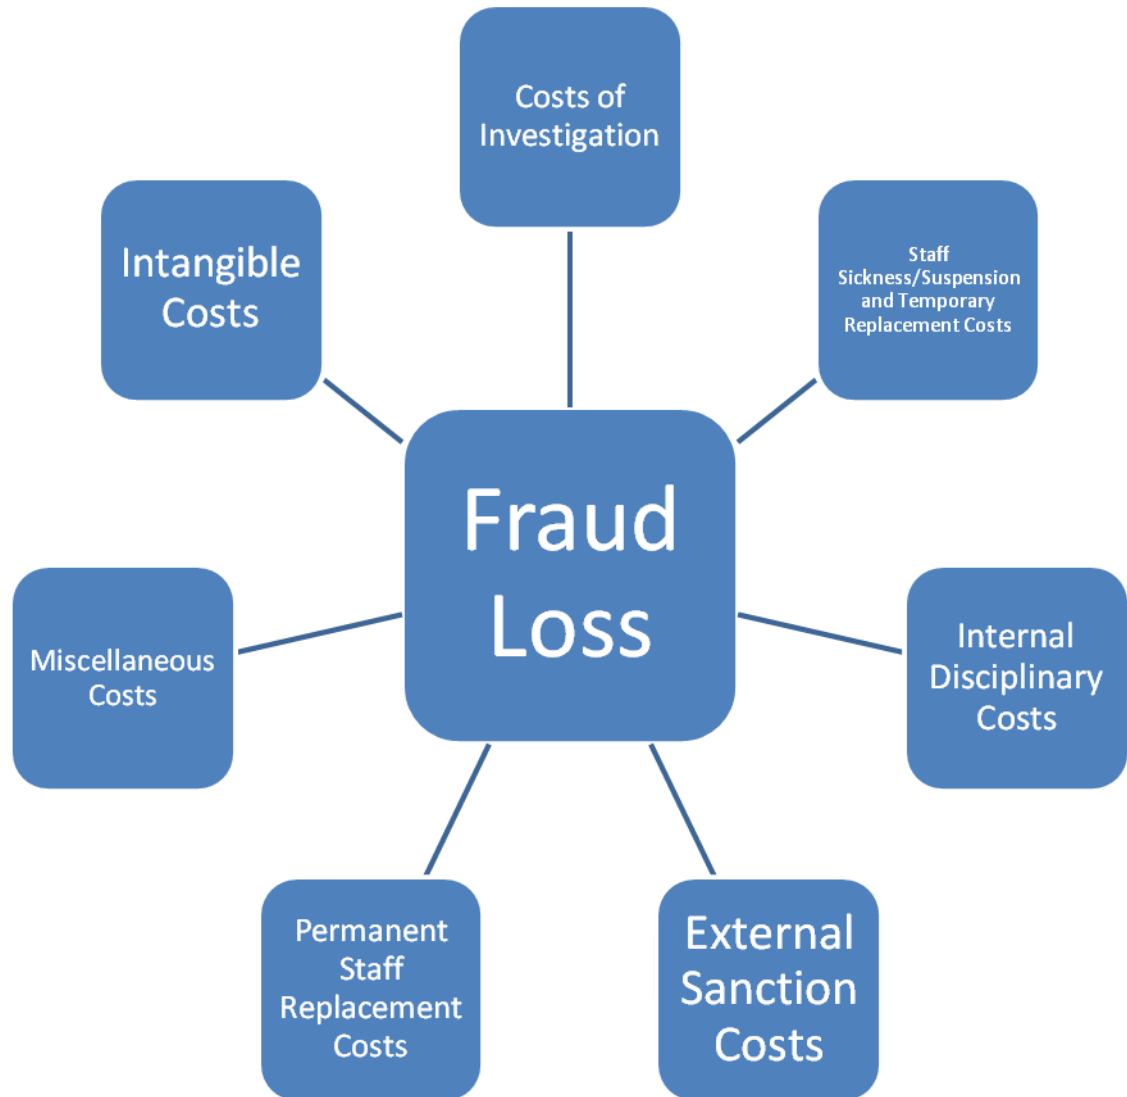 Costs of
Investigation
Intangible
Costs
Staff
Sickness/Suspension
and Temporary
Replacement Costs
Fraud
Loss
Miscellaneous
Costs
Internal
Disciplinary
Costs
Permanent
Staff
Replacement
Costs
External
Sanction
Costs